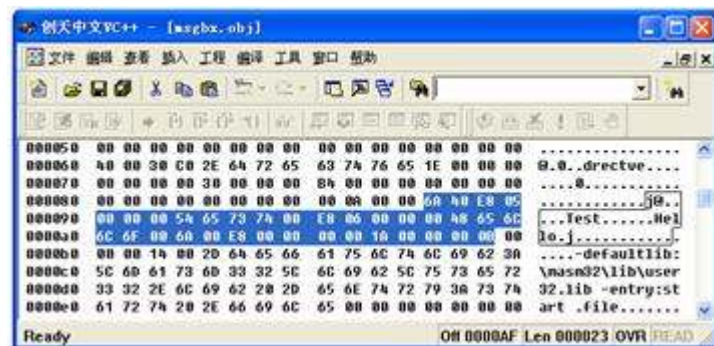 创天中文VC++ - [msgbx.obj]
文件 编辑 查看 插入 工程 编译 工具 窗口 帮助
000050 00 00 00 00 00 00 00 00 00 00 00 00 00 00 00 00 ................
000060 40 00 30 C0 2E 64 72 65 63 74 76 65 1E 00 00 00 @.0..drectve....
000070 00 00 00 00 30 00 00 00 84 00 00 00 00 00 00 00 ....0...........
000080 00 00 00 00 00 00 00 00 00 0A 00 00 6A 40 E8 05 ............j@..
000090 00 00 00 54 65 73 74 00 E8 06 00 00 00 48 65 6C ...Test......Hel
0000a0 6C 6F 00 6A 00 E8 00 00 00 00 1A 00 00 00 0B 00 lo.j............
0000b0 00 00 14 00 2D 64 65 66 61 75 6C 74 6C 69 62 3A ....-defaultlib:
0000c0 5C 6D 61 73 6D 33 32 5C 6C 69 62 5C 75 73 65 72 \masm32\lib\user
0000d0 33 32 2E 6C 69 62 20 2D 65 6E 74 72 79 3A 73 74 32.lib -entry:st
0000e0 61 72 74 20 2E 66 69 6C 65 00 00 00 00 00 00 00 art .file.......
Ready Off 0000AF Len 000023 OVR READ